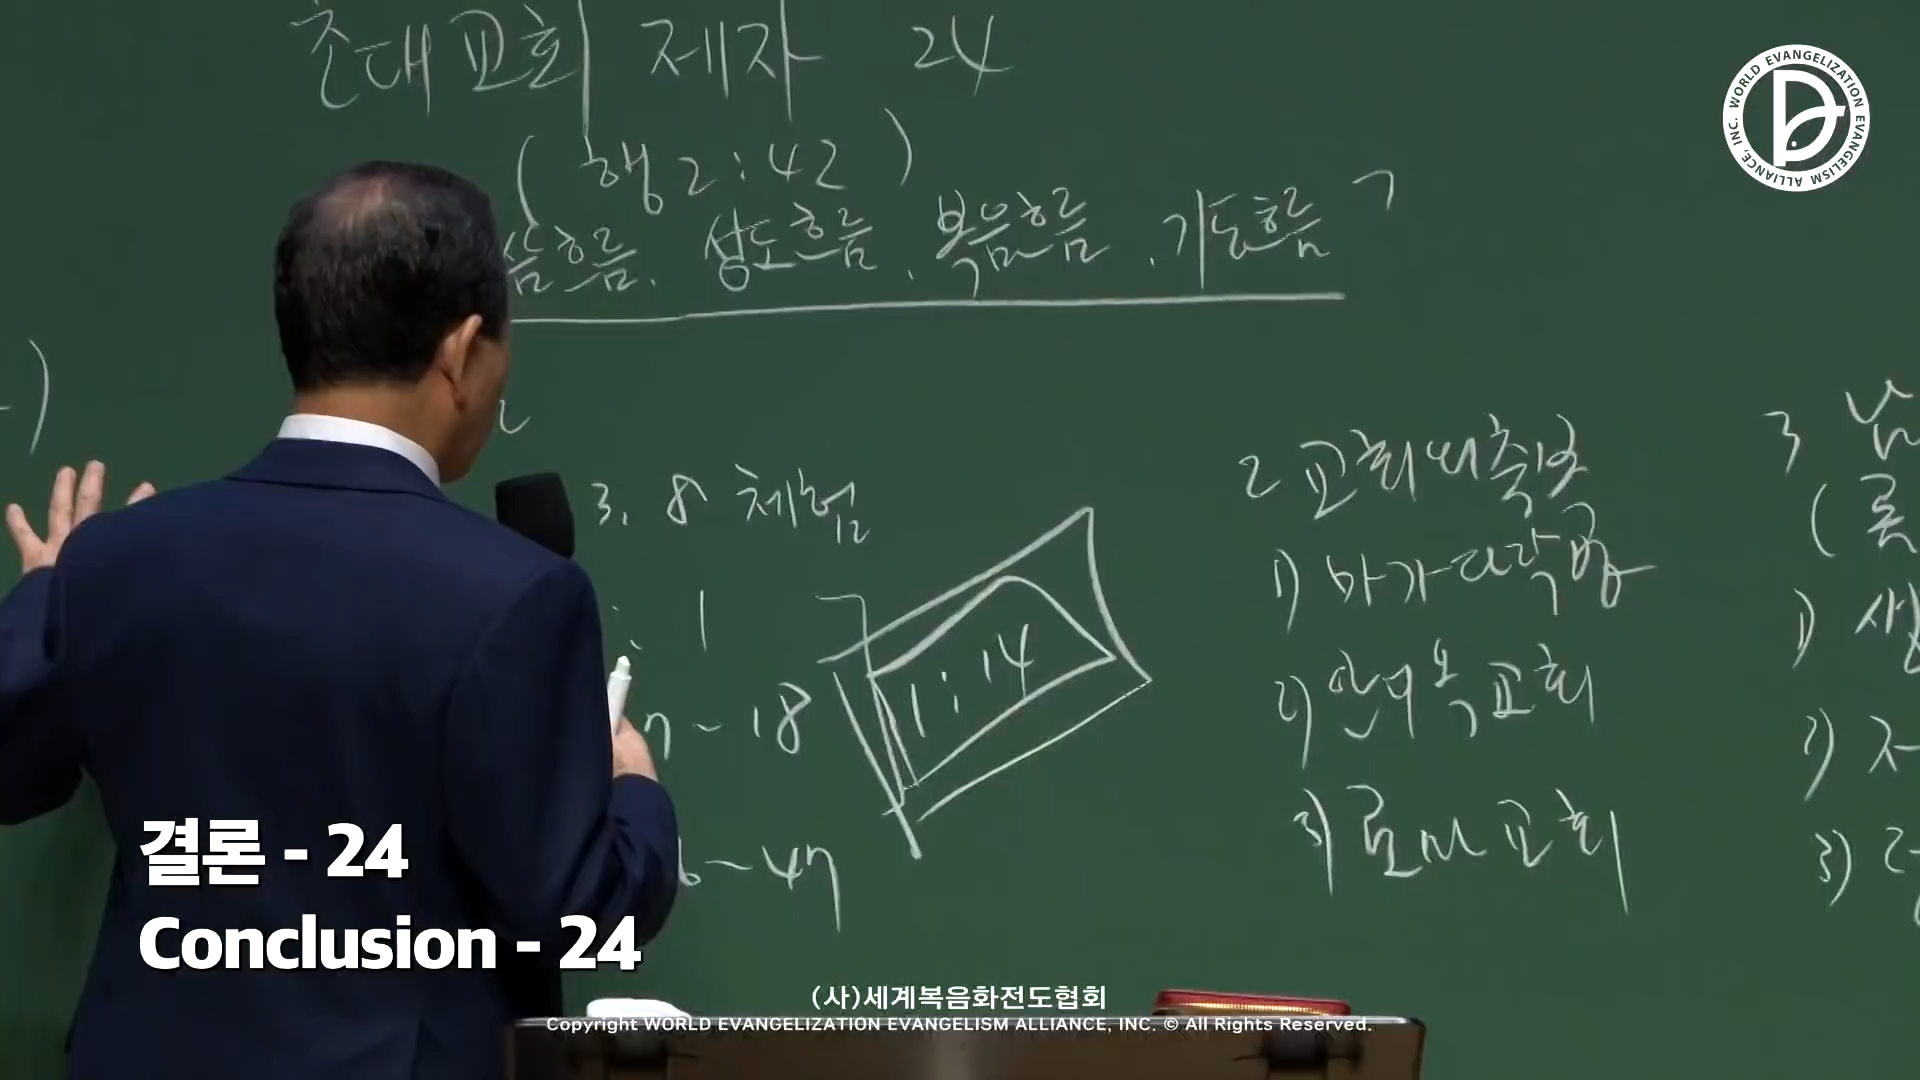 초대교회 제자 24
(행2:42)
삶흐름. 성도흐름. 복음흐름. 기도흐름 ㄱ
3. 8 체험
2 교회의축복
1) 마가다락방
: 1
1:14
2) 안디옥교회
7~18
3) 로마교회
6~47
3
1)
2)
3)
WORLD EVANGELIZATION EVANGELISM ALLIANCE, INC.
결론 - 24
Conclusion - 24
(사)세계복음화전도협회
Copyright WORLD EVANGELIZATION EVANGELISM ALLIANCE, INC. © All Rights Reserved.